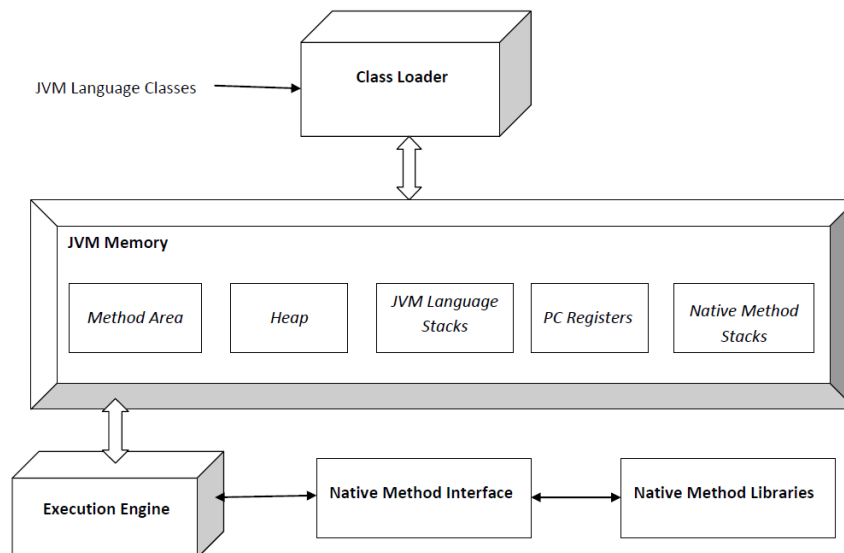 Class Loader
JVM Language Classes
JVM Memory
Method Area
Heap
JVM Language
Stacks
PC Registers
Native Method
Stacks
Execution Engine
Native Method Interface
Native Method Libraries